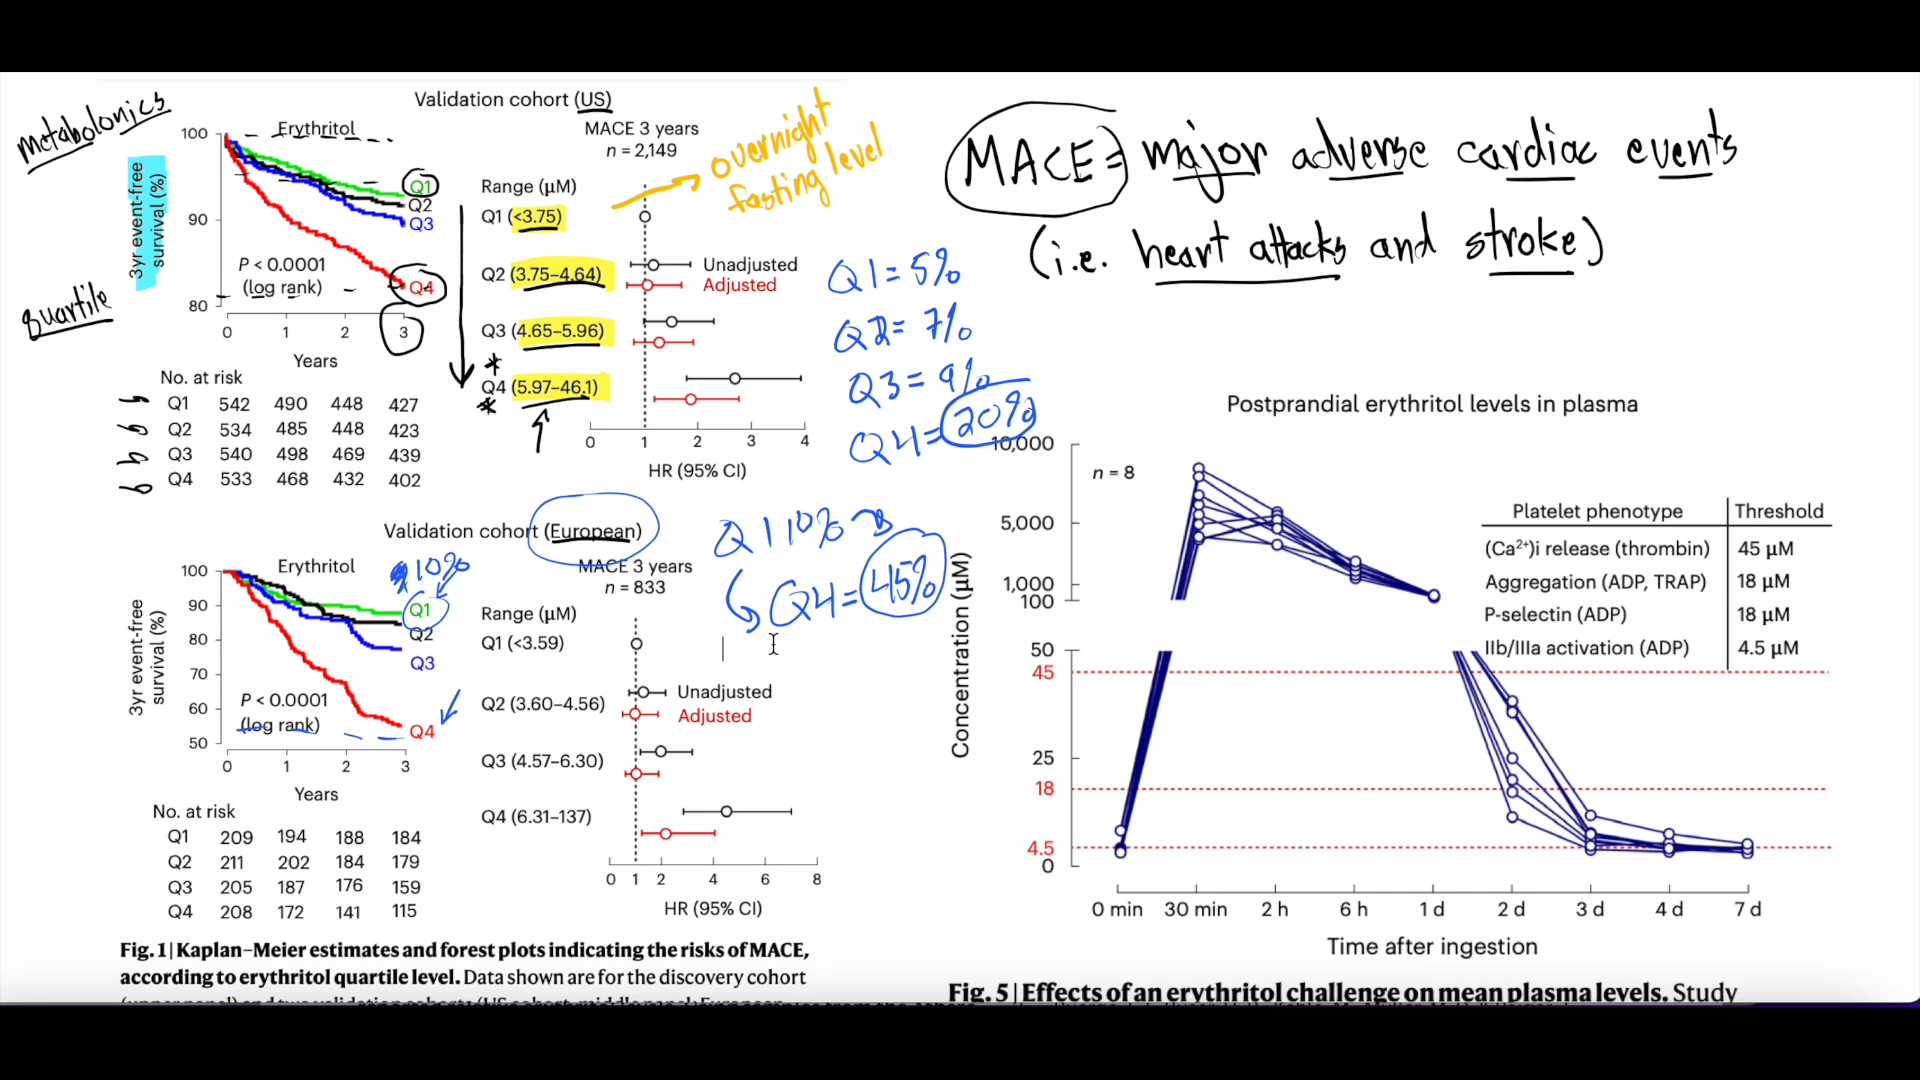 metabolomics
quartile
Validation cohort (US)
Erythritol
3yr event-free
survival (%)
100
90
80
Q1
Q2
Q3
Q4
P < 0.0001
(log rank)
0 1 2 3
Years
No. at risk
Q1 542 490 448 427
Q2 534 485 448 423
Q3 540 498 469 439
Q4 533 468 432 402
MACE 3 years
n = 2,149
Range (μM)
Q1 (<3.75)
Q2 (3.75–4.64)
Q3 (4.65–5.96)
Q4 (5.97–46.1)
Unadjusted
Adjusted
0 1 2 3 4
HR (95% CI)
overnight
fasting level
Q1 = 5%
Q2 = 7%
Q3 = 9%
Q4 = 20%
Validation cohort (European)
Erythritol
10%
3yr event-free
survival (%)
100
90
80
70
60
50
Q1
Q2
Q3
Q4
P < 0.0001
(log rank)
0 1 2 3
Years
No. at risk
Q1 209 194 188 184
Q2 211 202 184 179
Q3 205 187 176 159
Q4 208 172 141 115
MACE 3 years
n = 833
Range (μM)
Q1 (<3.59)
Q2 (3.60–4.56)
Q3 (4.57–6.30)
Q4 (6.31–137)
Unadjusted
Adjusted
0 1 2 4 6 8
HR (95% CI)
Q1 10%
Q4 = 45%
Fig. 1 | Kaplan–Meier estimates and forest plots indicating the risks of MACE,
according to erythritol quartile level. Data shown are for the discovery cohort
MACE = major adverse cardiac events
(i.e. heart attacks and stroke)
Postprandial erythritol levels in plasma
Concentration (μM)
10,000
5,000
1,000
100
50
45
25
18
4.5
0
n = 8
Platelet phenotype Threshold
(Ca²⁺)i release (thrombin) 45 μM
Aggregation (ADP, TRAP) 18 μM
P-selectin (ADP) 18 μM
IIb/IIIa activation (ADP) 4.5 μM
0 min 30 min 2 h 6 h 1 d 2 d 3 d 4 d 7 d
Time after ingestion
Fig. 5 | Effects of an erythritol challenge on mean plasma levels. Study